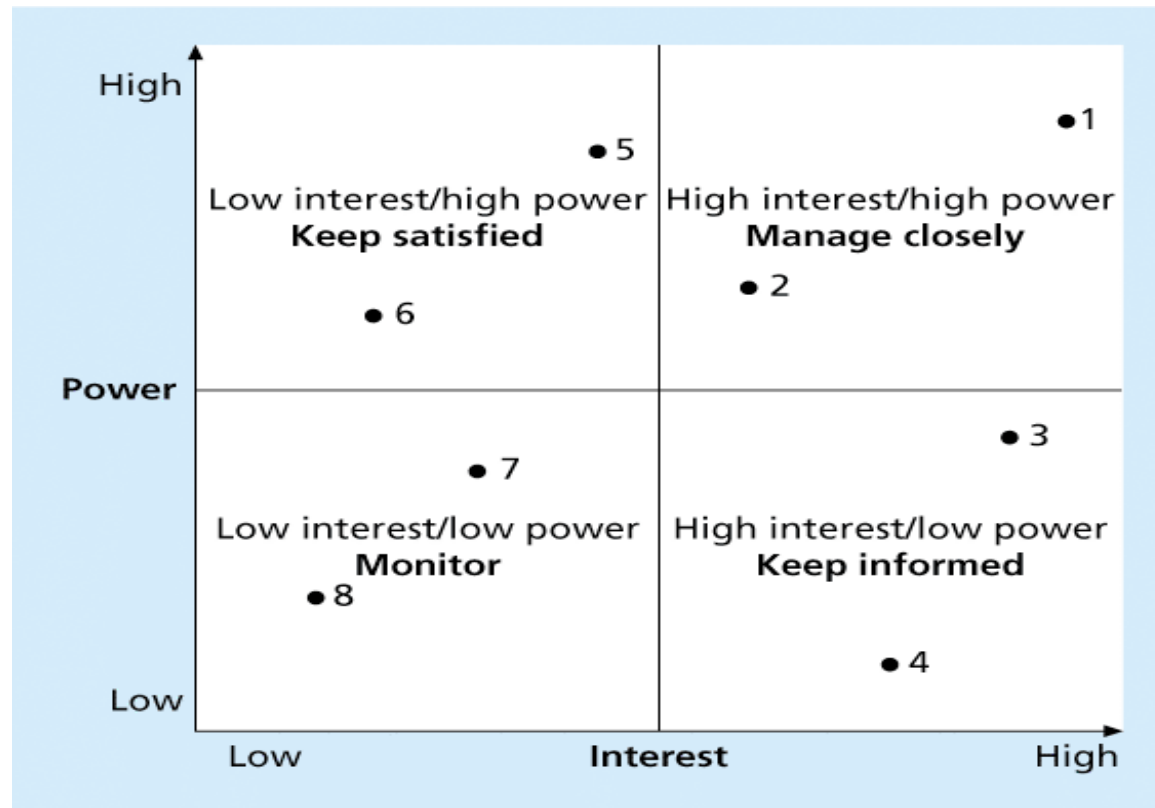 High
1
5
Low interest/high power
Keep satisfied
High interest/high power
Manage closely
2
6
Power
3
7
Low interest/low power
Monitor
High interest/low power
Keep informed
8
4
Low
Low
Interest
High